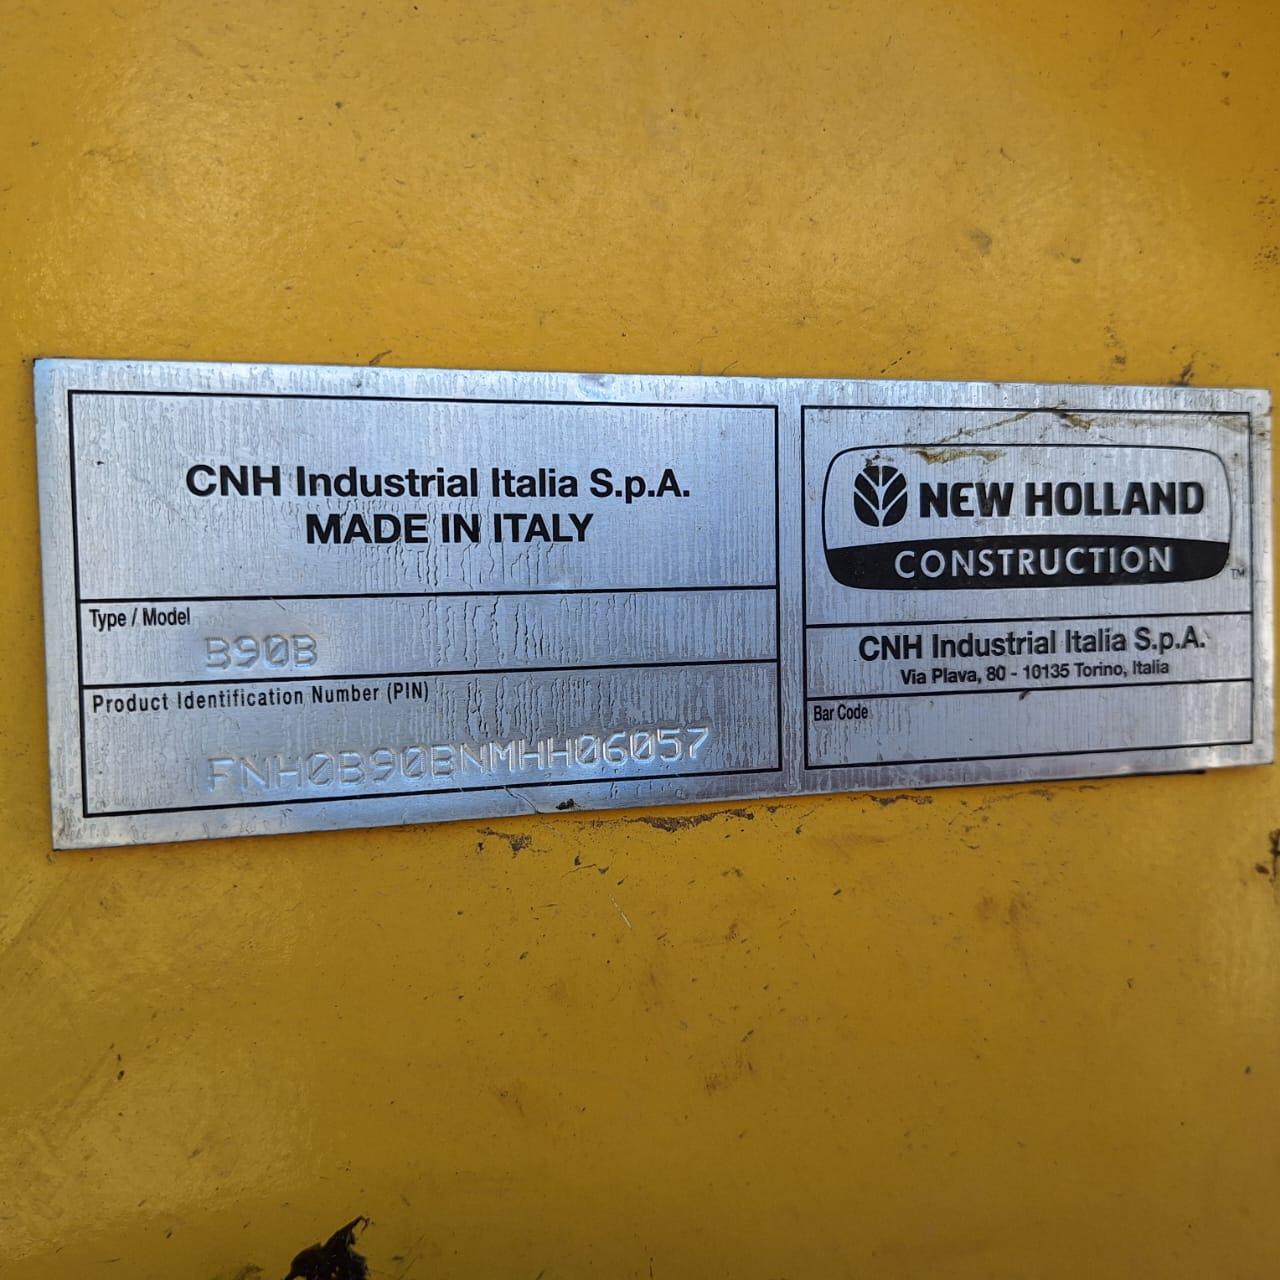 CNH Industrial Italia S.p.A.
MADE IN ITALY
Type / Model
B90B
Product Identification Number (PIN)
FNH0B90BNMHH06057
NEW HOLLAND
CONSTRUCTION™
CNH Industrial Italia S.p.A.
Via Plava, 80 - 10135 Torino, Italia
Bar Code